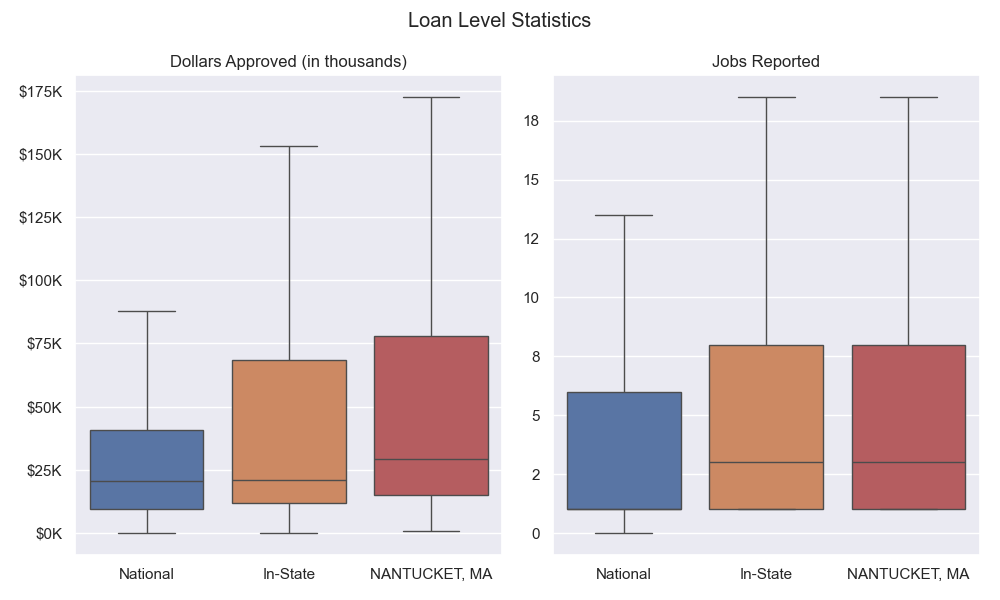 Loan Level Statistics
Dollars Approved (in thousands)
$175K
$150K
$125K
$100K
$75K
$50K
$25K
$0K
National
In-State
NANTUCKET, MA
Jobs Reported
18
15
12
10
8
5
2
0
National
In-State
NANTUCKET, MA